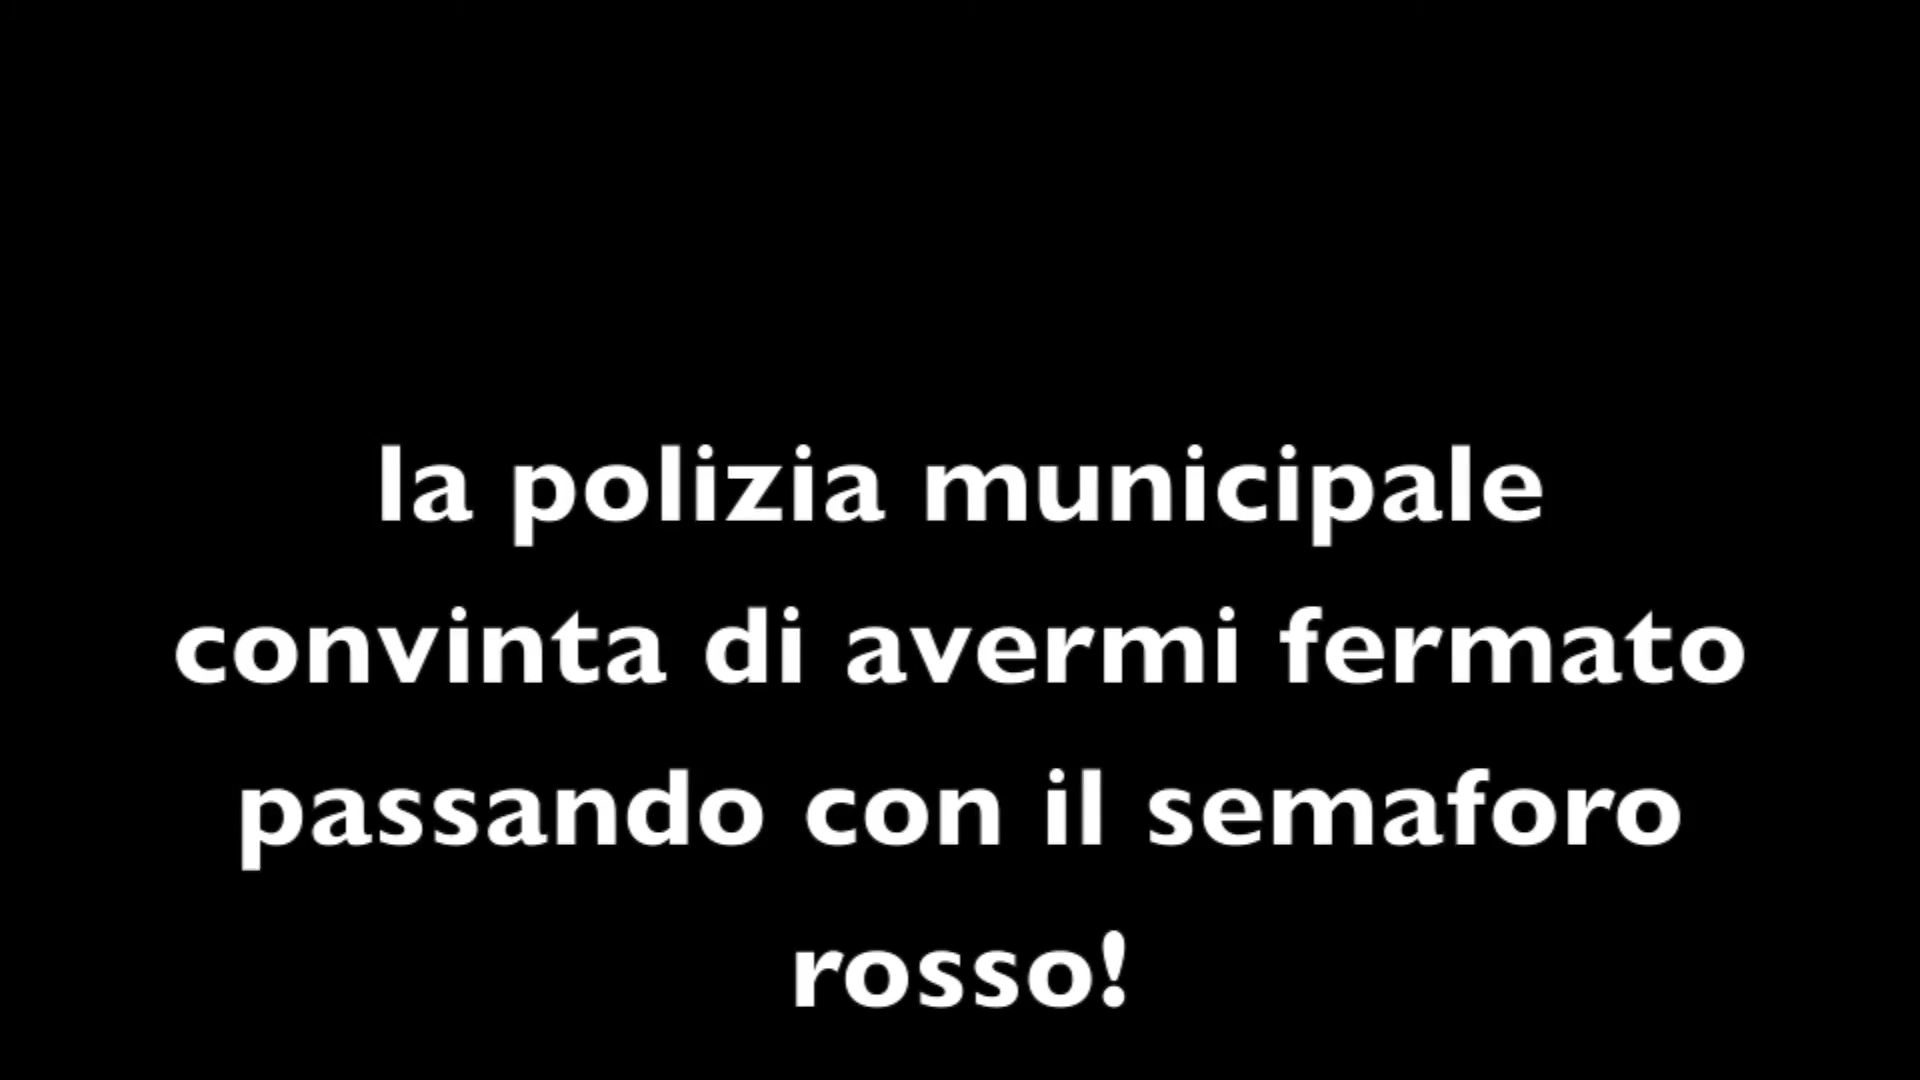 la polizia municipale
convinta di avermi fermato
passando con il semaforo
rosso!